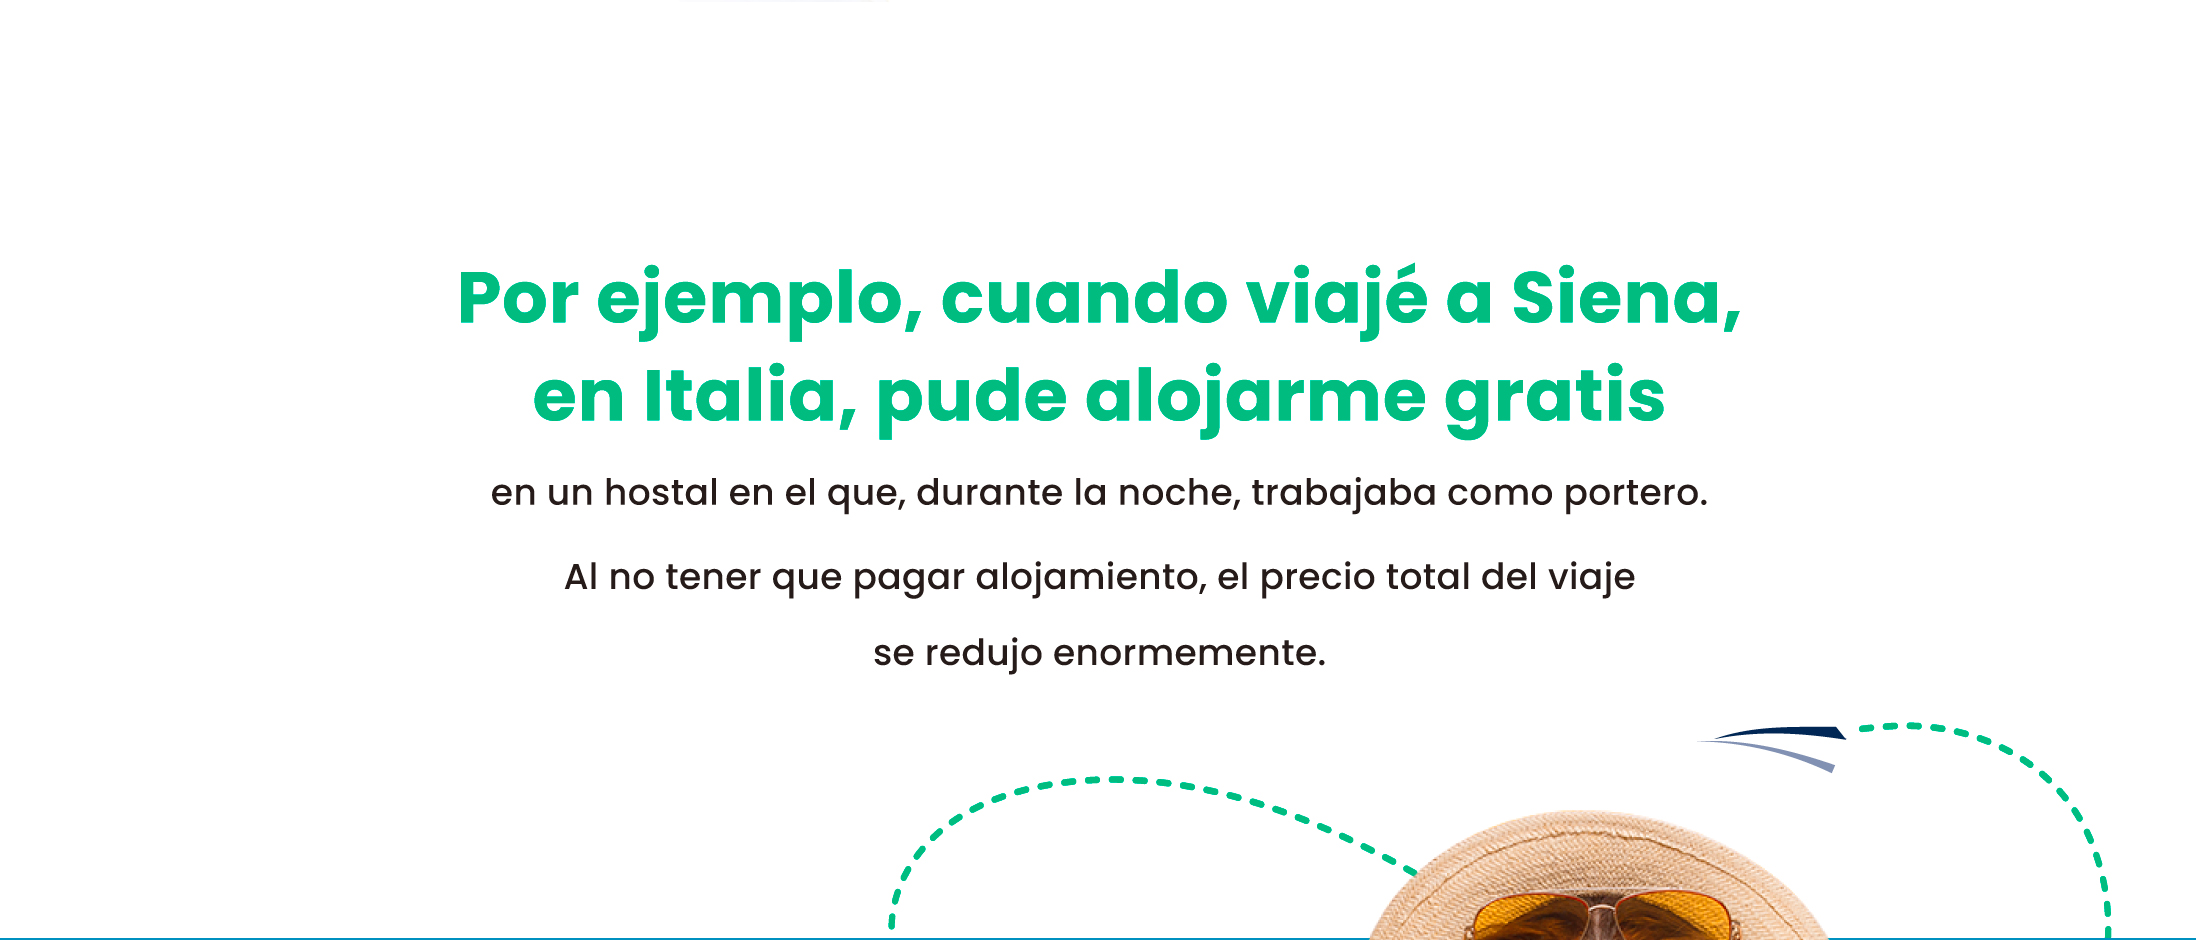 Por ejemplo, cuando viajé a Siena,
en Italia, pude alojarme gratis
en un hostal en el que, durante la noche, trabajaba como portero.
Al no tener que pagar alojamiento, el precio total del viaje
se redujo enormemente.